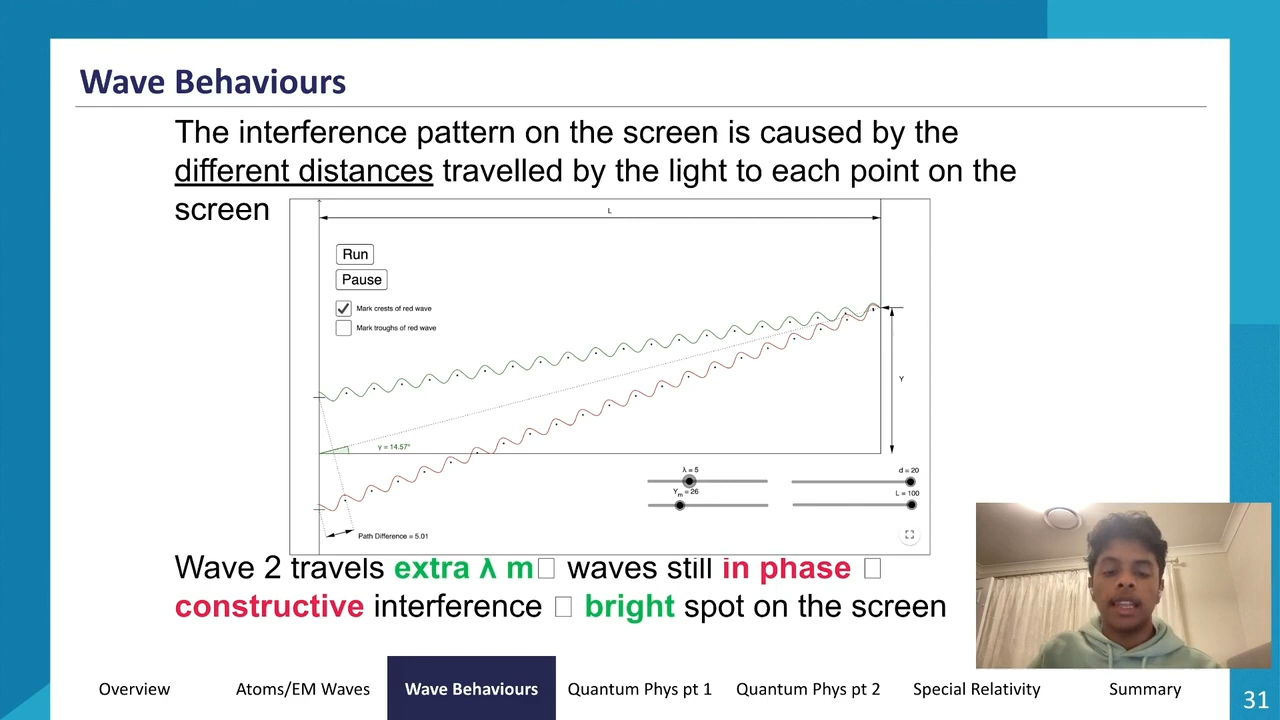 Wave Behaviours
The interference pattern on the screen is caused by the
different distances travelled by the light to each point on the
screen
L
Run
Pause
Mark crests of red wave
Mark troughs of red wave
Y
γ = 14.57°
λ = 5
d = 20
Ym = 26
L = 100
Path Difference = 5.01
Wave 2 travels extra λ m□ waves still in phase □
constructive interference □ bright spot on the screen
Overview
Atoms/EM Waves
Wave Behaviours
Quantum Phys pt 1
Quantum Phys pt 2
Special Relativity
Summary
31